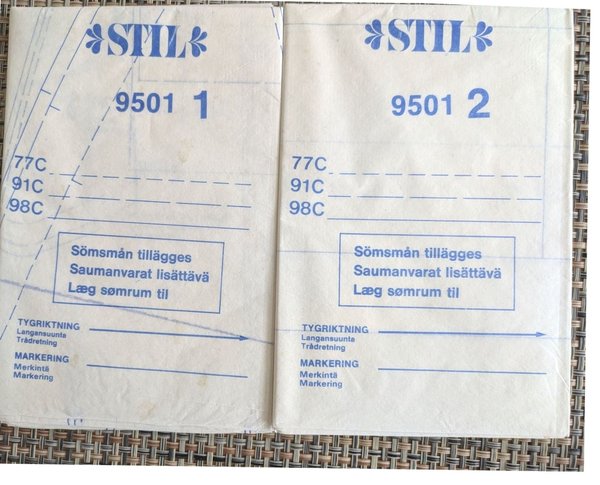 STIL
9501 1
77C
91C
98C
Sömsmån tillägges
Saumanvarat lisättävä
Læg sømrum til
TYGRIKTNING
Langansuunta
Trådretning
MARKERING
Merkintä
Markering
STIL
9501 2
77C
91C
98C
Sömsmån tillägges
Saumanvarat lisättävä
Læg sømrum til
TYGRIKTNING
Langansuunta
Trådretning
MARKERING
Merkintä
Markering